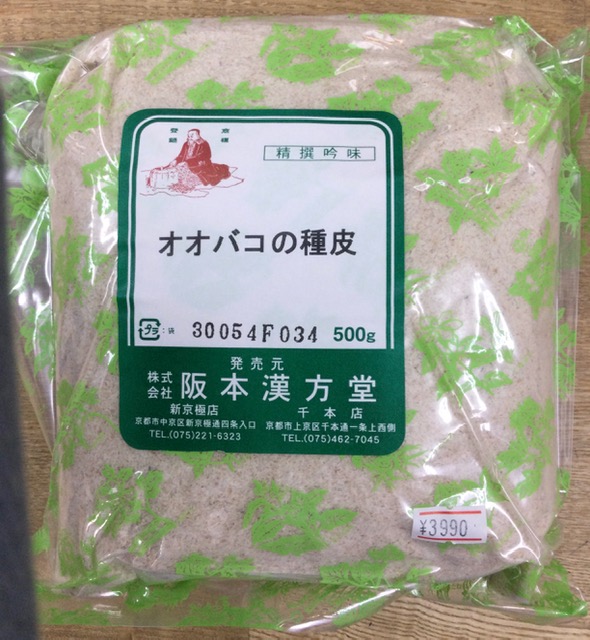 精撰吟味
オオバコの種皮
プラ
:袋
30054F034
500g
発売元
株式会社 阪本漢方堂
新京極店 千本店
京都市中京区新京極通四条入口 京都市上京区千本通一条上西側
TEL.(075)221-6323 TEL.(075)462-7045
¥3990